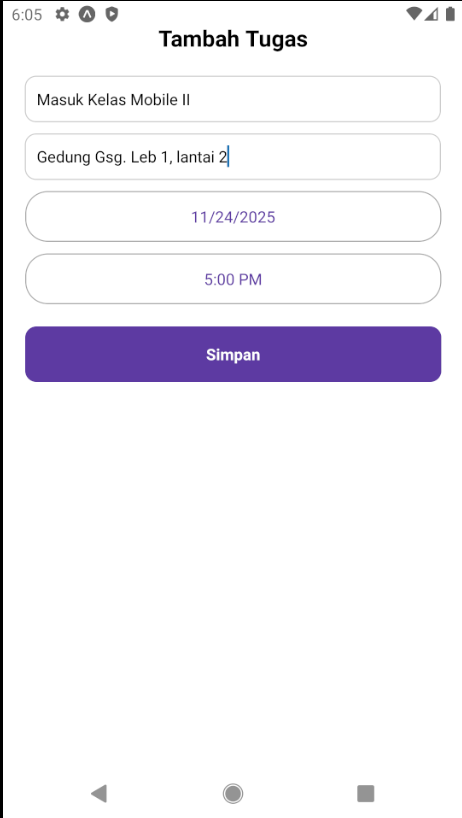 6:05
Tambah Tugas
Masuk Kelas Mobile II
Gedung Gsg. Leb 1, lantai 2
11/24/2025
5:00 PM
Simpan